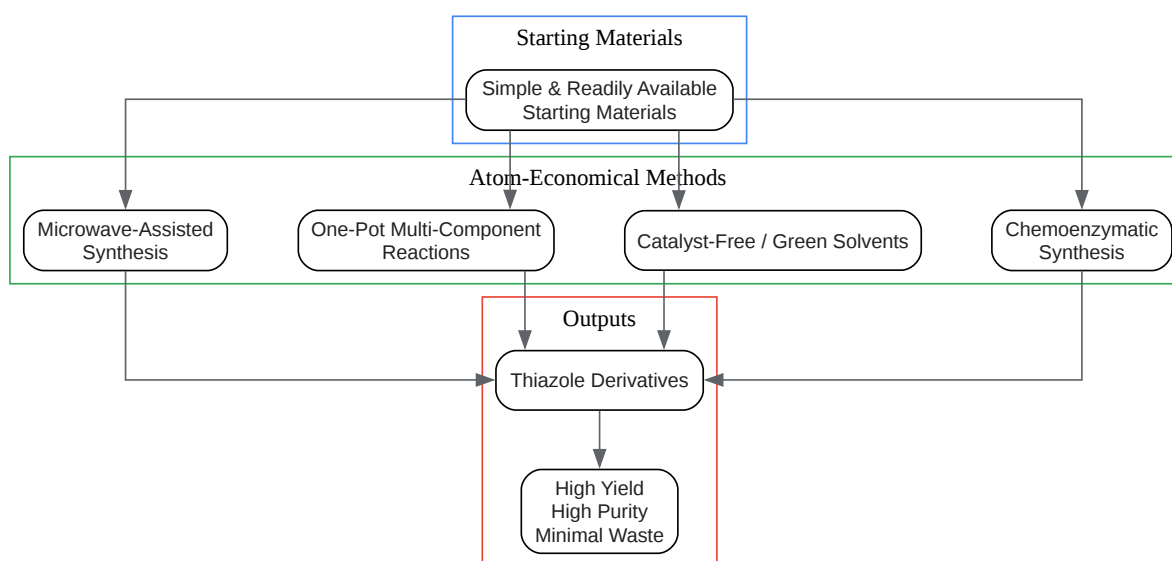 Starting Materials
Simple & Readily Available
Starting Materials
Atom-Economical Methods
Microwave-Assisted
Synthesis
One-Pot Multi-Component
Reactions
Catalyst-Free / Green Solvents
Chemoenzymatic
Synthesis
Outputs
Thiazole Derivatives
High Yield
High Purity
Minimal Waste